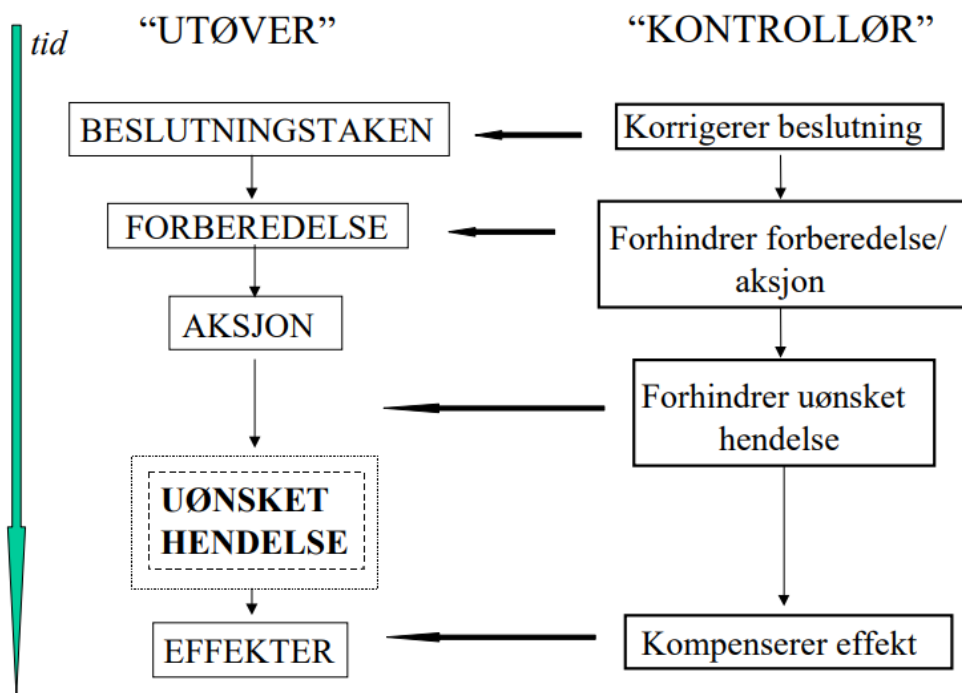 tid
“UTØVER”
“KONTROLLØR”
BESLUTNINGSTAKEN
Korrigerer beslutning
FORBEREDELSE
Forhindrer forberedelse/
aksjon
AKSJON
Forhindrer uønsket
hendelse
UØNSKET
HENDELSE
EFFEKTER
Kompenserer effekt